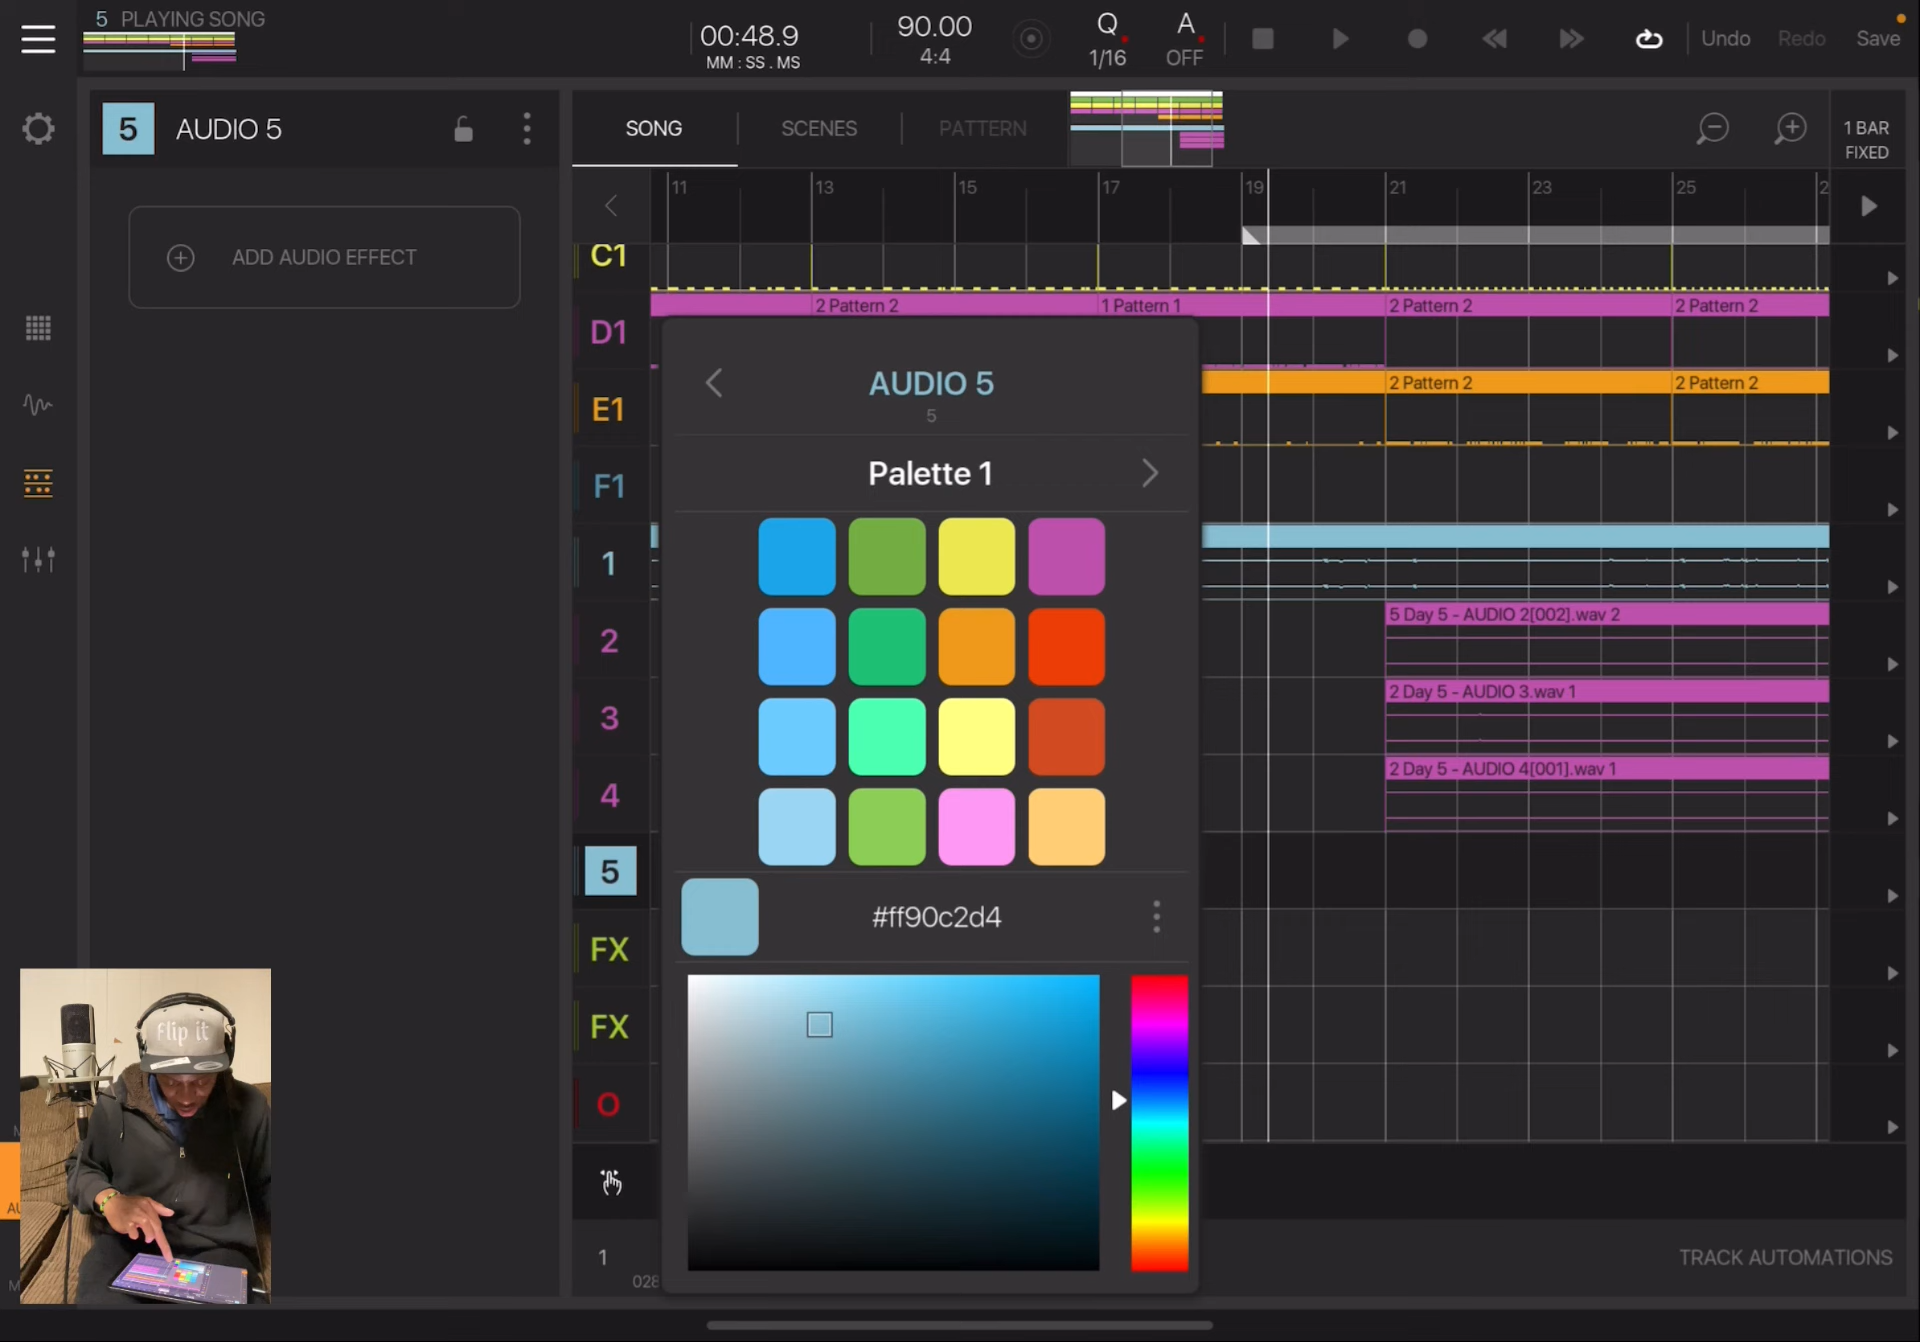 5 PLAYING SONG
00:48.9
MM : SS . MS
90.00
4:4
Q
1/16
A
OFF
Undo
Redo
Save
5
AUDIO 5
SONG
SCENES
PATTERN
1 BAR
FIXED
11
13
15
17
19
21
23
25
2
ADD AUDIO EFFECT
C1
D1
2 Pattern 2
1 Pattern 1
2 Pattern 2
2 Pattern 2
E1
2 Pattern 2
2 Pattern 2
F1
1
2
5 Day 5 - AUDIO 2[002].wav 2
3
2 Day 5 - AUDIO 3.wav 1
4
2 Day 5 - AUDIO 4[001].wav 1
5
FX
FX
O
AUDIO 5
5
Palette 1
#ff90c2d4
flip it
1
028
TRACK AUTOMATIONS